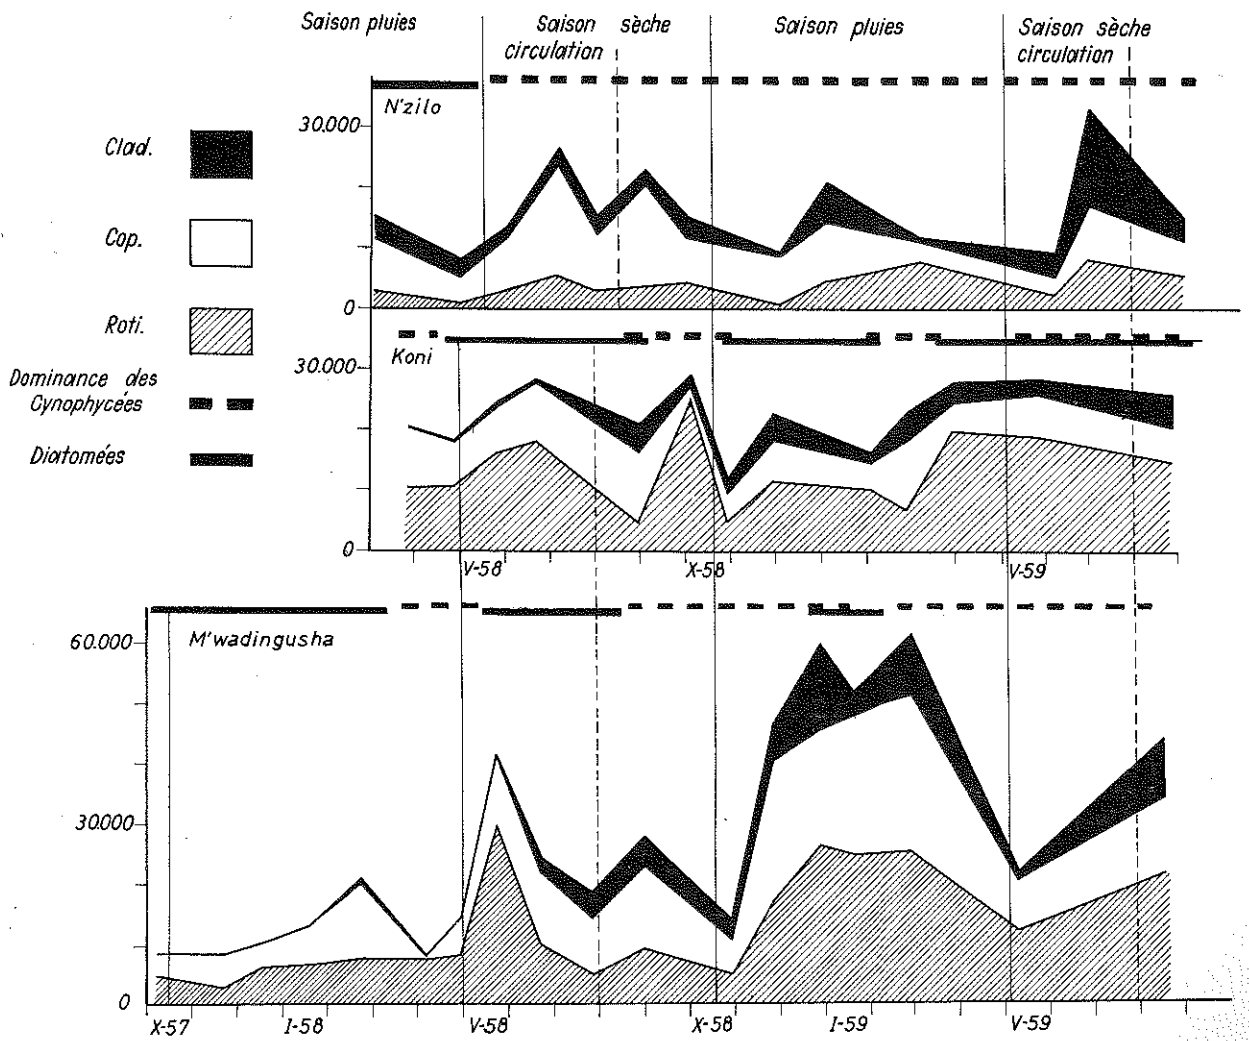 Saison pluies
Saison sèche
circulation
Saison pluies
Saison sèche
circulation
N'zilo
30.000
0
Clad.
Cop.
Roti.
Dominance des
Cynophycées
Diatomées
Koni
30.000
0
V-58
X-58
V-59
M'wadingusha
60.000
30.000
0
X-57
I-58
V-58
X-58
I-59
V-59